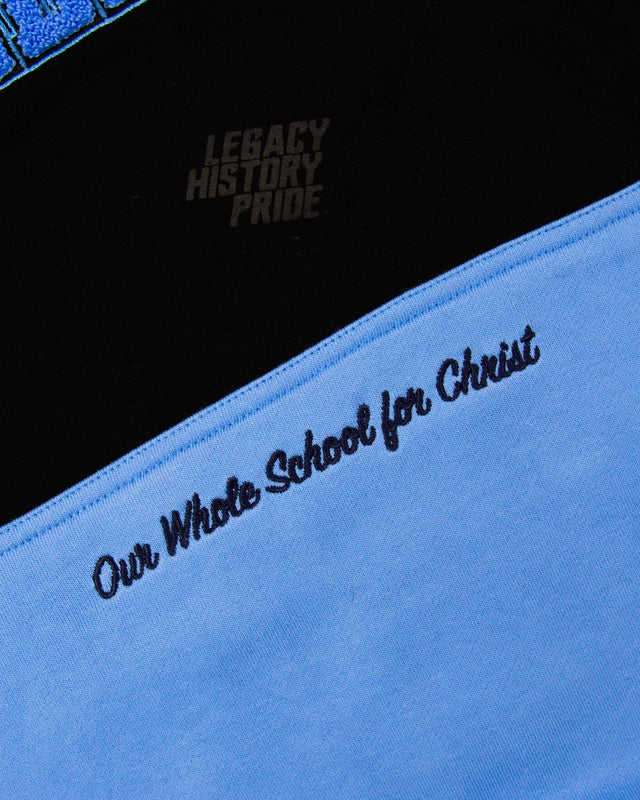 LEGACY
HISTORY
PRIDE
Our Whole School for Christ